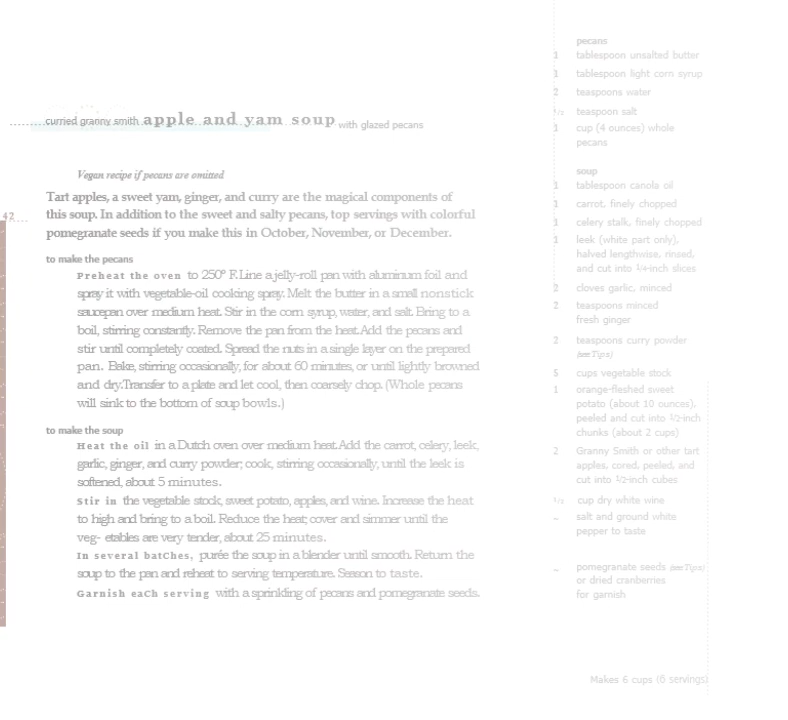 curried granny smith apple and yam soup with glazed pecans
Vegan recipe if pecans are omitted
Tart apples, a sweet yam, ginger, and curry are the magical components of
this soup. In addition to the sweet and salty pecans, top servings with colorful
pomegranate seeds if you make this in October, November, or December.
42
to make the pecans
Preheat the oven to 250° F. Line a jelly-roll pan with aluminum foil and
spray it with vegetable-oil cooking spray. Melt the butter in a small nonstick
saucepan over medium heat. Stir in the corn syrup, water, and salt. Bring to a
boil, stirring constantly. Remove the pan from the heat. Add the pecans and
stir until completely coated. Spread the nuts in a single layer on the prepared
pan. Bake, stirring occasionally, for about 60 minutes, or until lightly browned
and dry. Transfer to a plate and let cool, then coarsely chop. (Whole pecans
will sink to the bottom of soup bowls.)
to make the soup
Heat the oil in a Dutch oven over medium heat. Add the carrot, celery, leek,
garlic, ginger, and curry powder; cook, stirring occasionally, until the leek is
softened, about 5 minutes.
Stir in the vegetable stock, sweet potato, apples, and wine. Increase the heat
to high and bring to a boil. Reduce the heat; cover and simmer until the
veg- etables are very tender, about 25 minutes.
In several batChes, purée the soup in a blender until smooth. Return the
soup to the pan and reheat to serving temperature. Season to taste.
Garnish eaCh serving with a sprinkling of pecans and pomegranate seeds.
pecans
1 tablespoon unsalted butter
1 tablespoon light corn syrup
2 teaspoons water
1/2 teaspoon salt
1 cup (4 ounces) whole
pecans
soup
1 tablespoon canola oil
1 carrot, finely chopped
1 celery stalk, finely chopped
1 leek (white part only),
halved lengthwise, rinsed,
and cut into 1/4-inch slices
2 cloves garlic, minced
2 teaspoons minced
fresh ginger
2 teaspoons curry powder
(see Tips)
5 cups vegetable stock
1 orange-fleshed sweet
potato (about 10 ounces),
peeled and cut into 1/2-inch
chunks (about 2 cups)
2 Granny Smith or other tart
apples, cored, peeled, and
cut into 1/2-inch cubes
1/2 cup dry white wine
– salt and ground white
pepper to taste
– pomegranate seeds (see Tips)
or dried cranberries
for garnish
Makes 6 cups (6 servings)